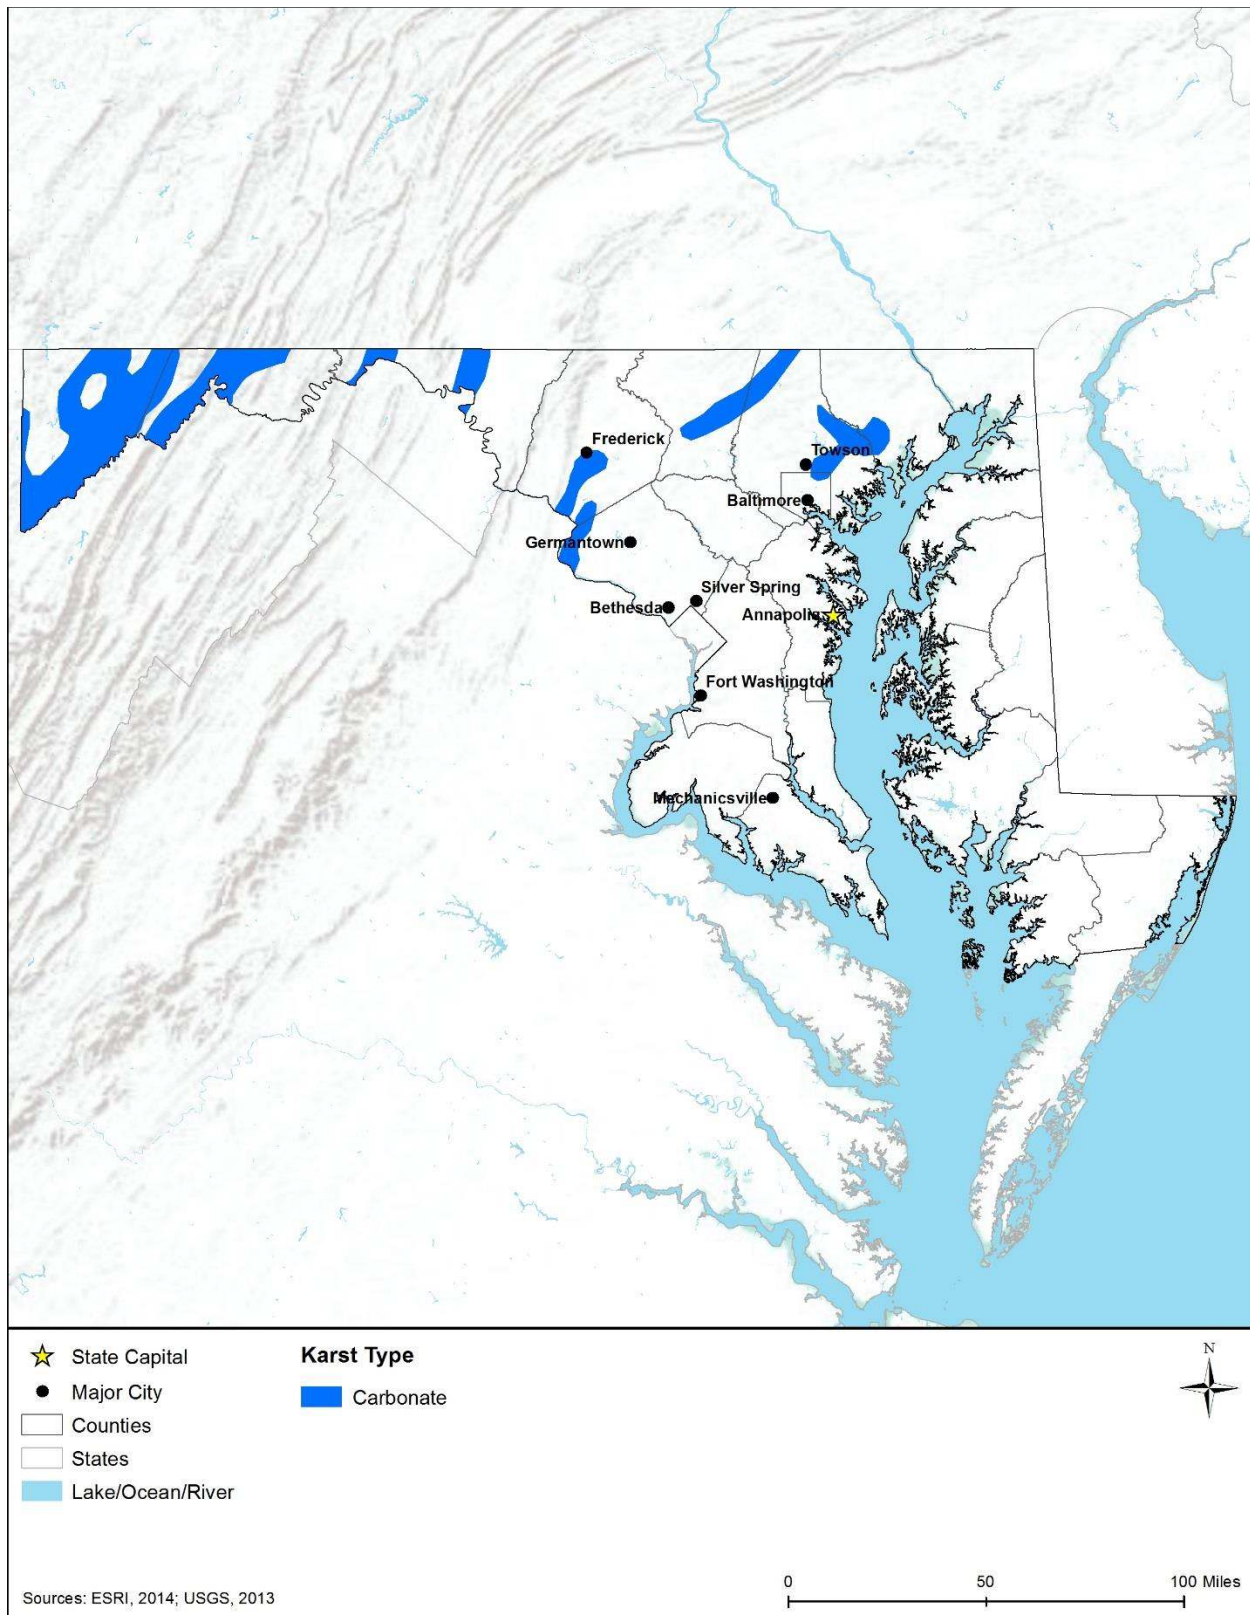 Frederick
Towson
Baltimore
Germantown
Silver Spring
Bethesda
Annapolis
Fort Washington
Mechanicsville
State Capital
Major City
Counties
States
Lake/Ocean/River
Karst Type
Carbonate
N
Sources: ESRI, 2014; USGS, 2013
0 50 100 Miles